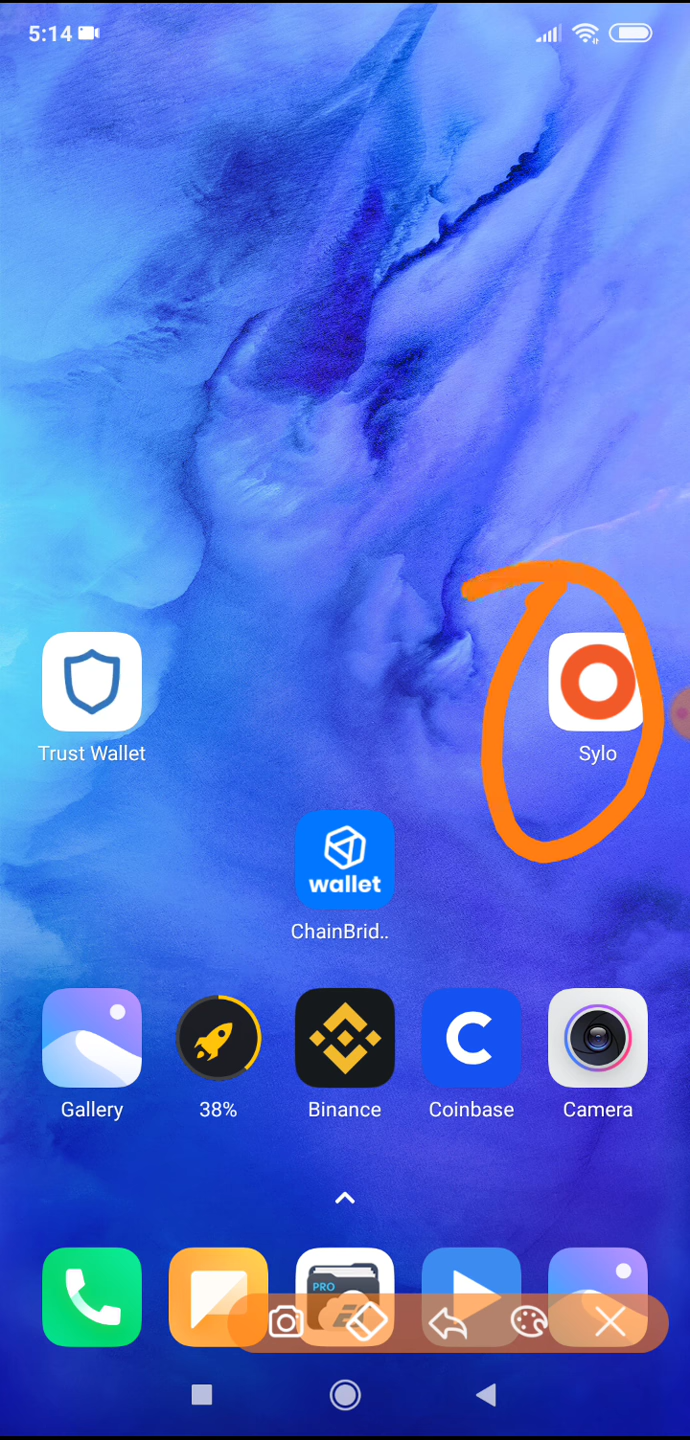 5:14
Trust Wallet
Sylo
wallet
ChainBrid..
Gallery
38%
Binance
Coinbase
Camera
PRO